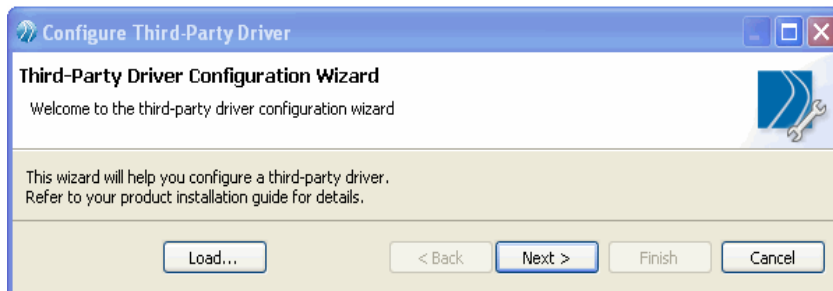 Configure Third-Party Driver
Third-Party Driver Configuration Wizard
Welcome to the third-party driver configuration wizard
This wizard will help you configure a third-party driver.
Refer to your product installation guide for details.
Load... < Back Next > Finish Cancel